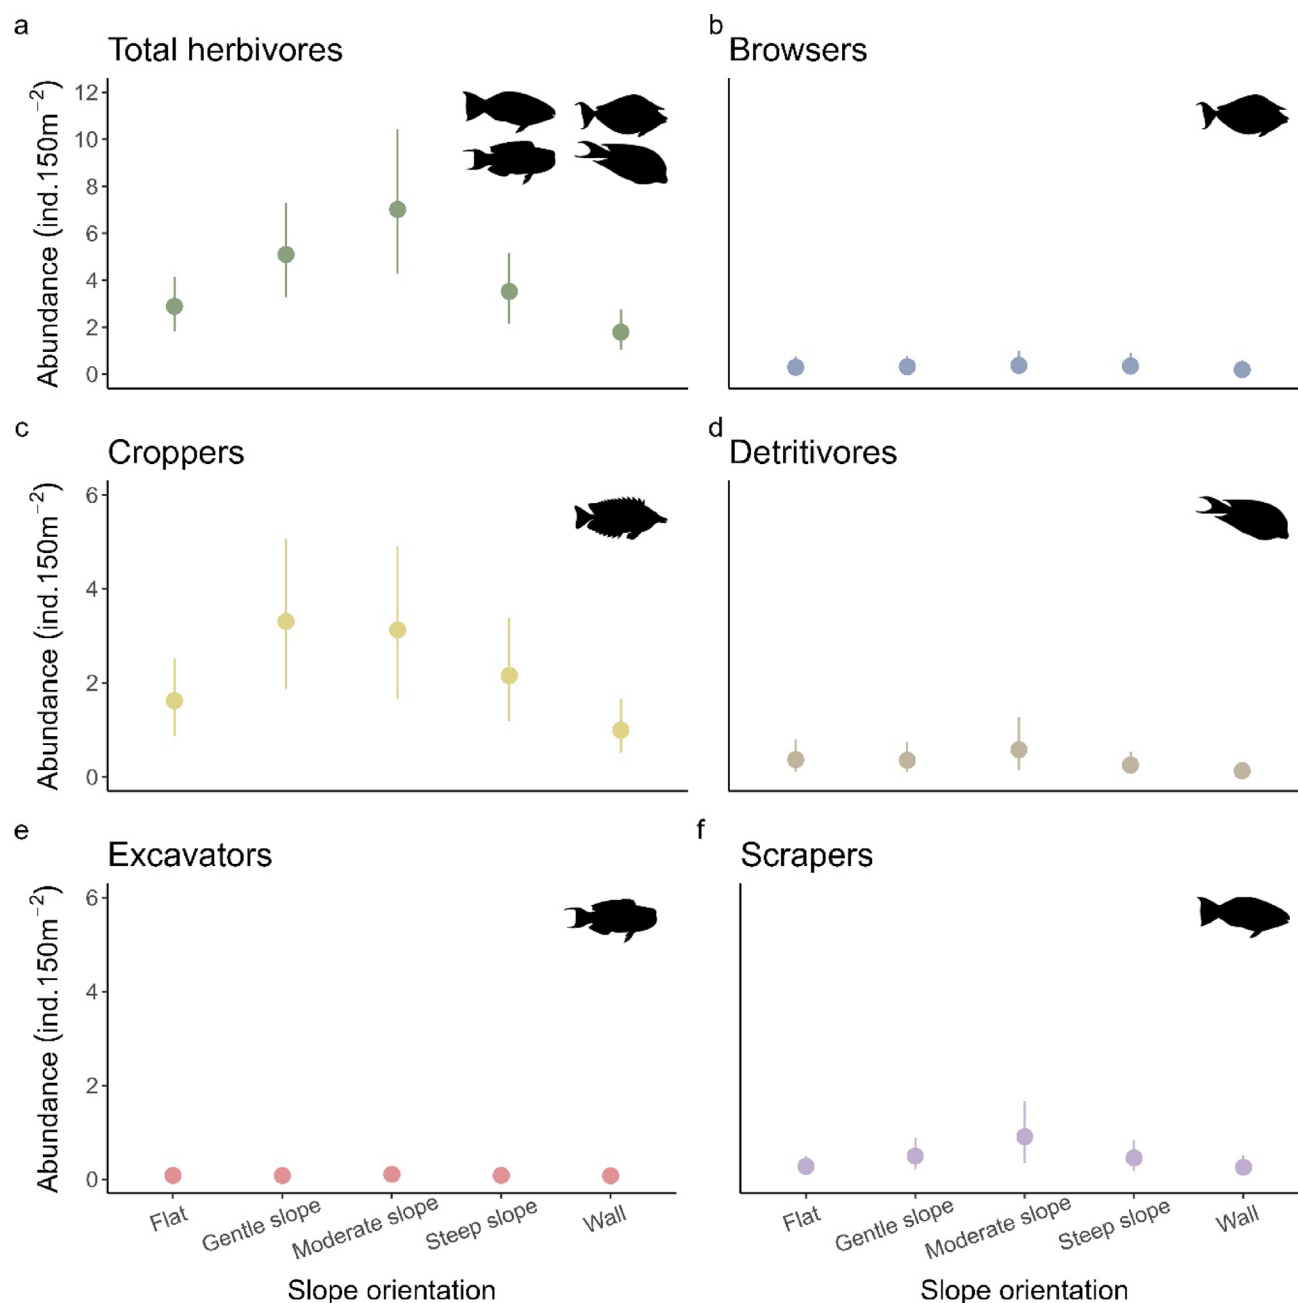 a
Total herbivores
Abundance (ind.150m⁻²)
12
10
8
6
4
2
0
b
Browsers
c
Croppers
Abundance (ind.150m⁻²)
6
4
2
0
d
Detritivores
e
Excavators
Abundance (ind.150m⁻²)
6
4
2
0
Flat
Gentle slope
Moderate slope
Steep slope
Wall
Slope orientation
f
Scrapers
Flat
Gentle slope
Moderate slope
Steep slope
Wall
Slope orientation